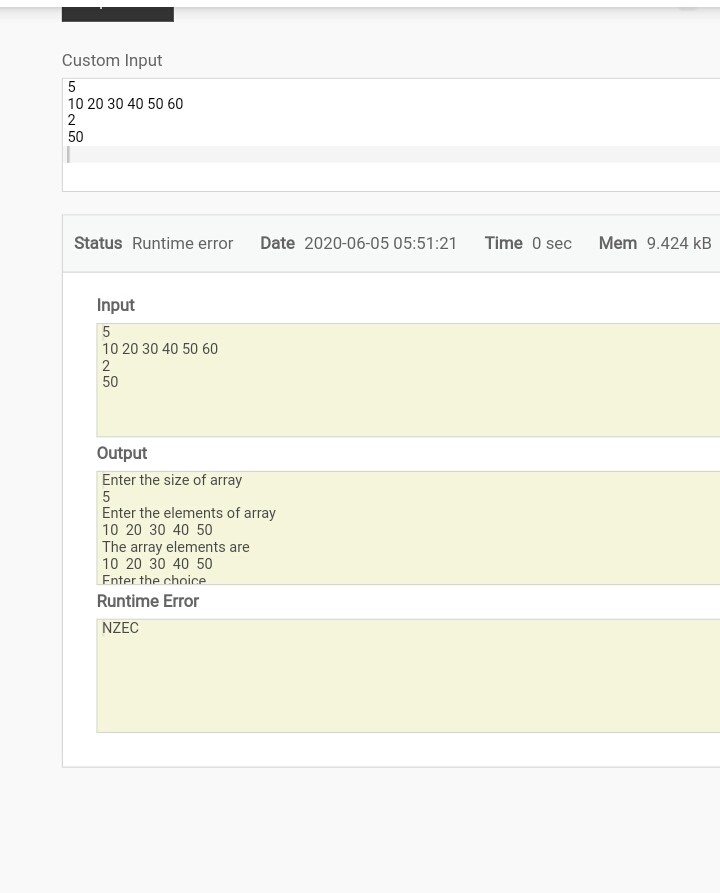 Custom Input
5
10 20 30 40 50 60
2
50
Status Runtime error Date 2020-06-05 05:51:21 Time 0 sec Mem 9.424 kB
Input
5
10 20 30 40 50 60
2
50
Output
Enter the size of array
5
Enter the elements of array
10 20 30 40 50
The array elements are
10 20 30 40 50
Enter the choice
Runtime Error
NZEC